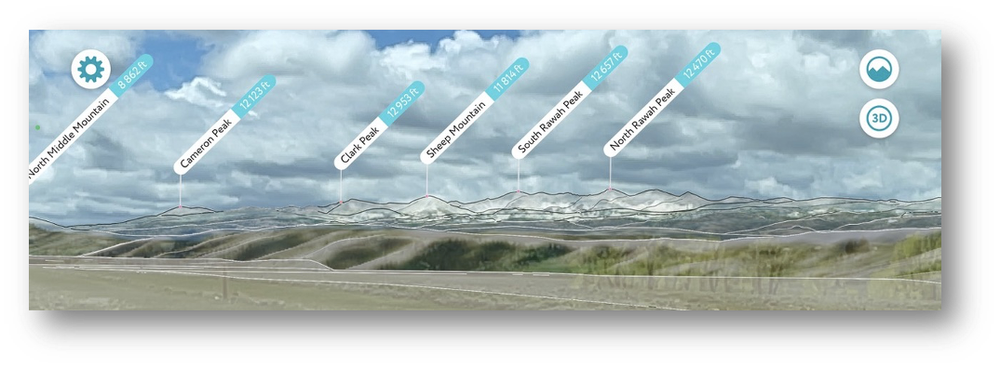 North Middle Mountain 8 862 ft
Cameron Peak 12 123 ft
Clark Peak 12 953 ft
Sheep Mountain 11 814 ft
South Rawah Peak 12 657 ft
North Rawah Peak 12 470 ft
3D